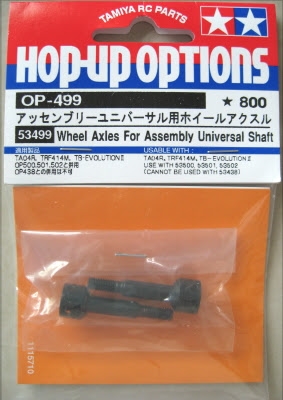 TAMIYA RC PARTS
HOP-UP OPTIONS
OP-499
★ 800
アッセンブリーユニバーサル用ホイールアクスル
53499 Wheel Axles For Assembly Universal Shaft
適用製品
TA04R, TRF414M, TB-EVOLUTIONⅡ
OP500,501,502と併用
OP438との併用は不可
USABLE WITH :
TA04R, TRF414M, TB-EVOLUTIONⅡ
USE WITH 53500, 53501, 53502
(CANNOT BE USED WITH 53438)
1115710